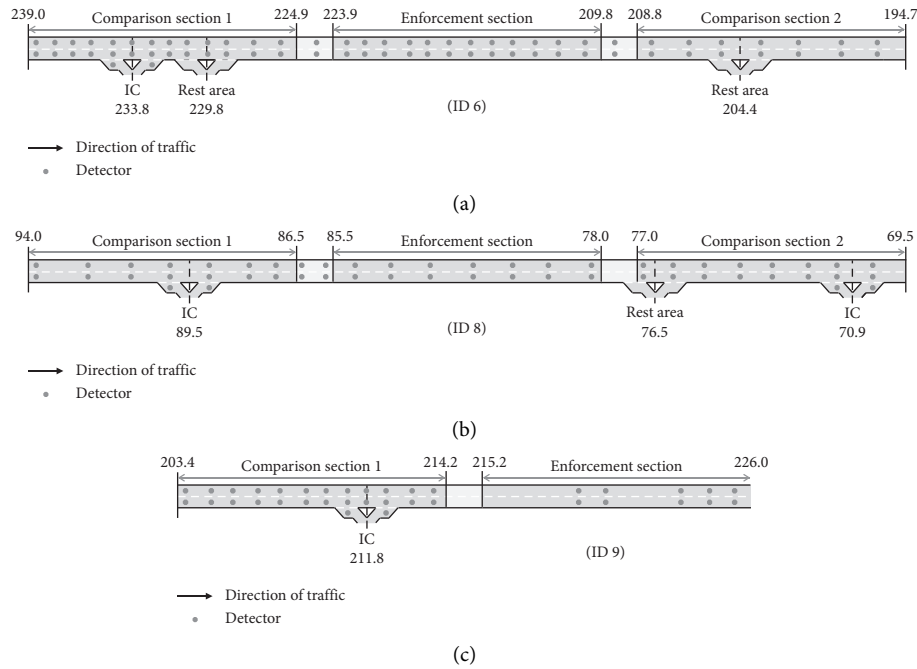 239.0 Comparison section 1 224.9 223.9 Enforcement section 209.8 208.8 Comparison section 2 194.7
IC Rest area Rest area
233.8 229.8 (ID 6) 204.4
Direction of traffic
Detector
(a)
94.0 Comparison section 1 86.5 85.5 Enforcement section 78.0 77.0 Comparison section 2 69.5
IC Rest area IC
89.5 (ID 8) 76.5 70.9
Direction of traffic
Detector
(b)
203.4 Comparison section 1 214.2 215.2 Enforcement section 226.0
IC
211.8 (ID 9)
Direction of traffic
Detector
(c)